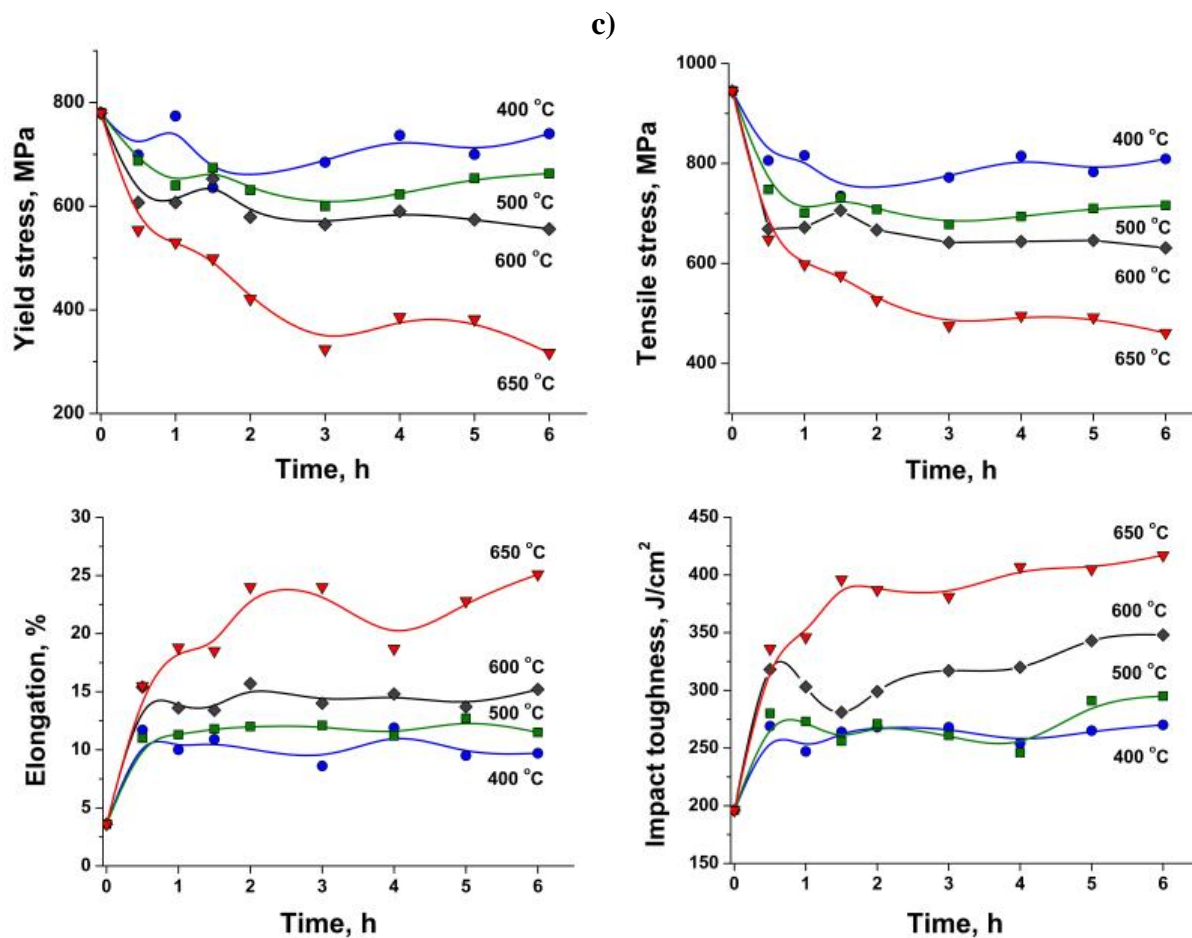 c)
Yield stress, MPa
800
600
400
200
400 °C
500 °C
600 °C
650 °C
0 1 2 3 4 5 6
Time, h
Tensile stress, MPa
1000
800
600
400
400 °C
500 °C
600 °C
650 °C
0 1 2 3 4 5 6
Time, h
Elongation, %
30
25
20
15
10
5
0
650 °C
600 °C
500 °C
400 °C
0 1 2 3 4 5 6
Time, h
Impact toughness, J/cm²
450
400
350
300
250
200
150
650 °C
600 °C
500 °C
400 °C
0 1 2 3 4 5 6
Time, h